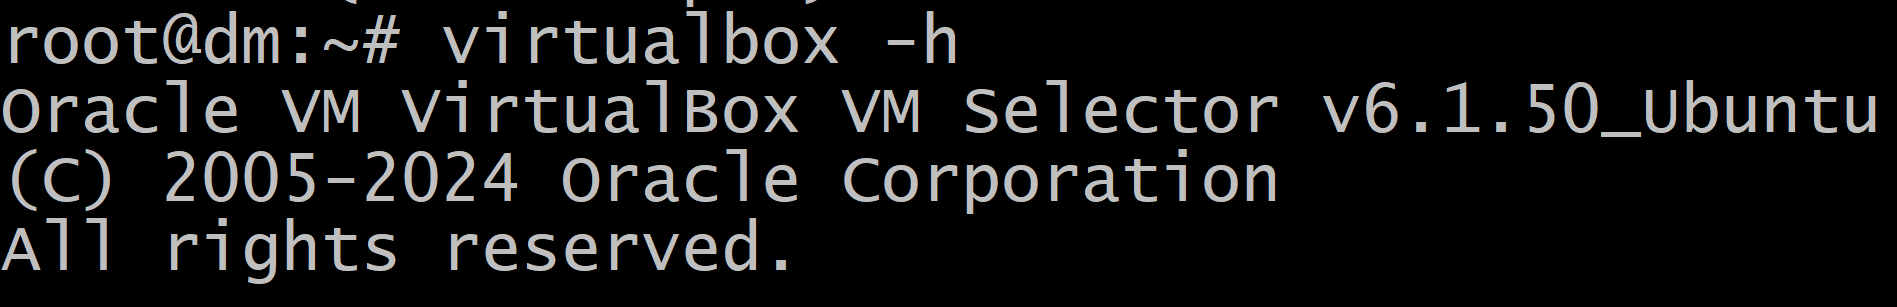 root@dm:~# virtualbox -h
Oracle VM VirtualBox VM Selector v6.1.50_Ubuntu
(C) 2005-2024 Oracle Corporation
All rights reserved.